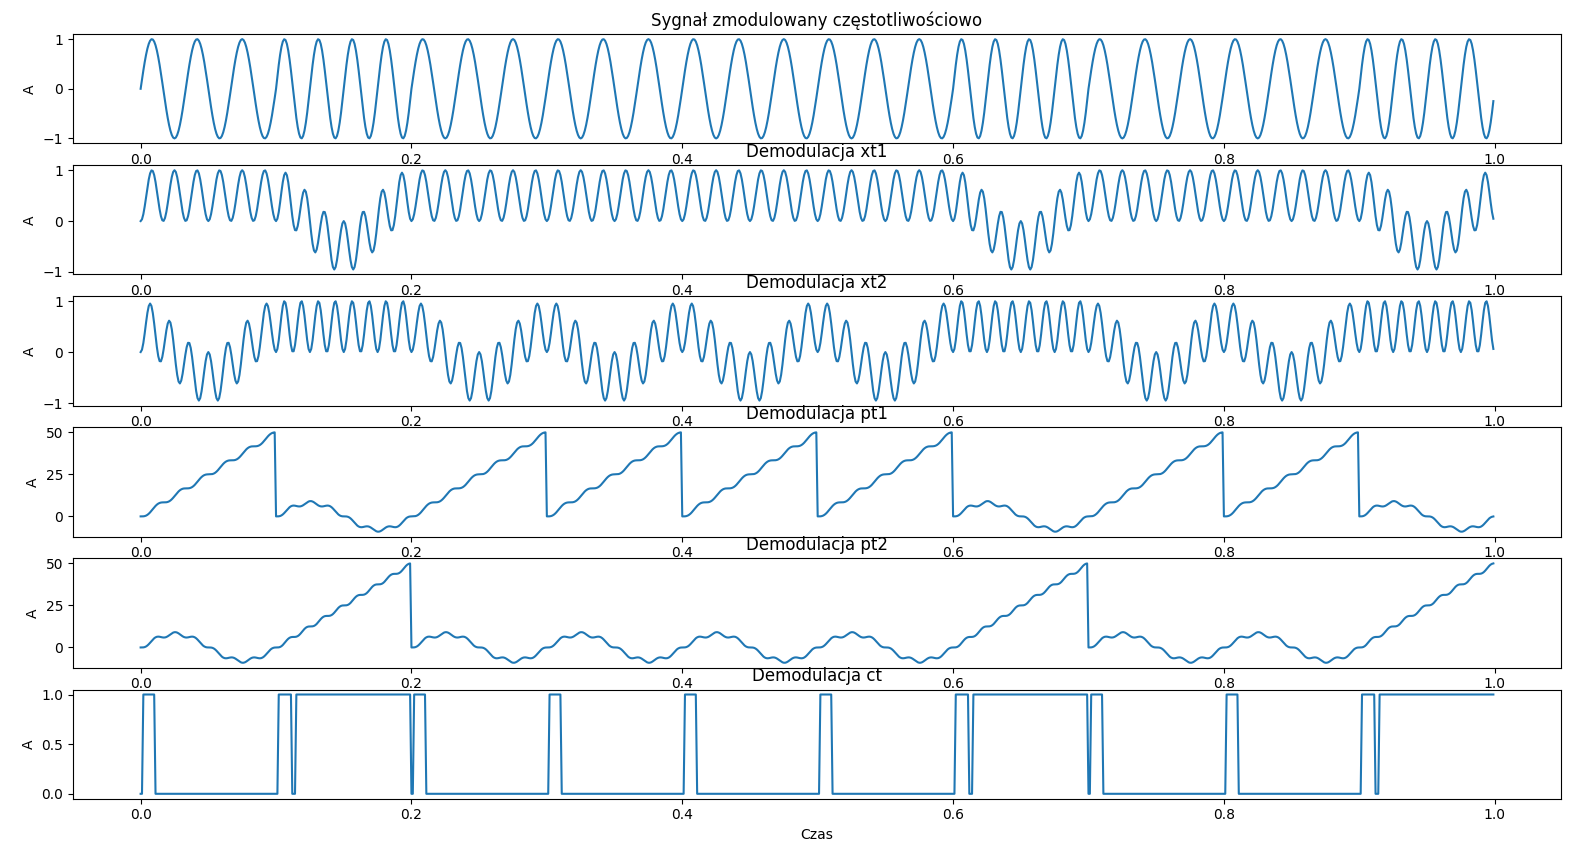 Sygnał zmodulowany częstotliwościowo
1
0
−1
A
0.0 0.2 0.4 0.6 0.8 1.0
Demodulacja xt1
1
0
−1
A
0.0 0.2 0.4 0.6 0.8 1.0
Demodulacja xt2
1
0
−1
A
0.0 0.2 0.4 0.6 0.8 1.0
Demodulacja pt1
50
25
0
A
0.0 0.2 0.4 0.6 0.8 1.0
Demodulacja pt2
50
25
0
A
0.0 0.2 0.4 0.6 0.8 1.0
Demodulacja ct
1.0
0.5
0.0
A
0.0 0.2 0.4 0.6 0.8 1.0
Czas